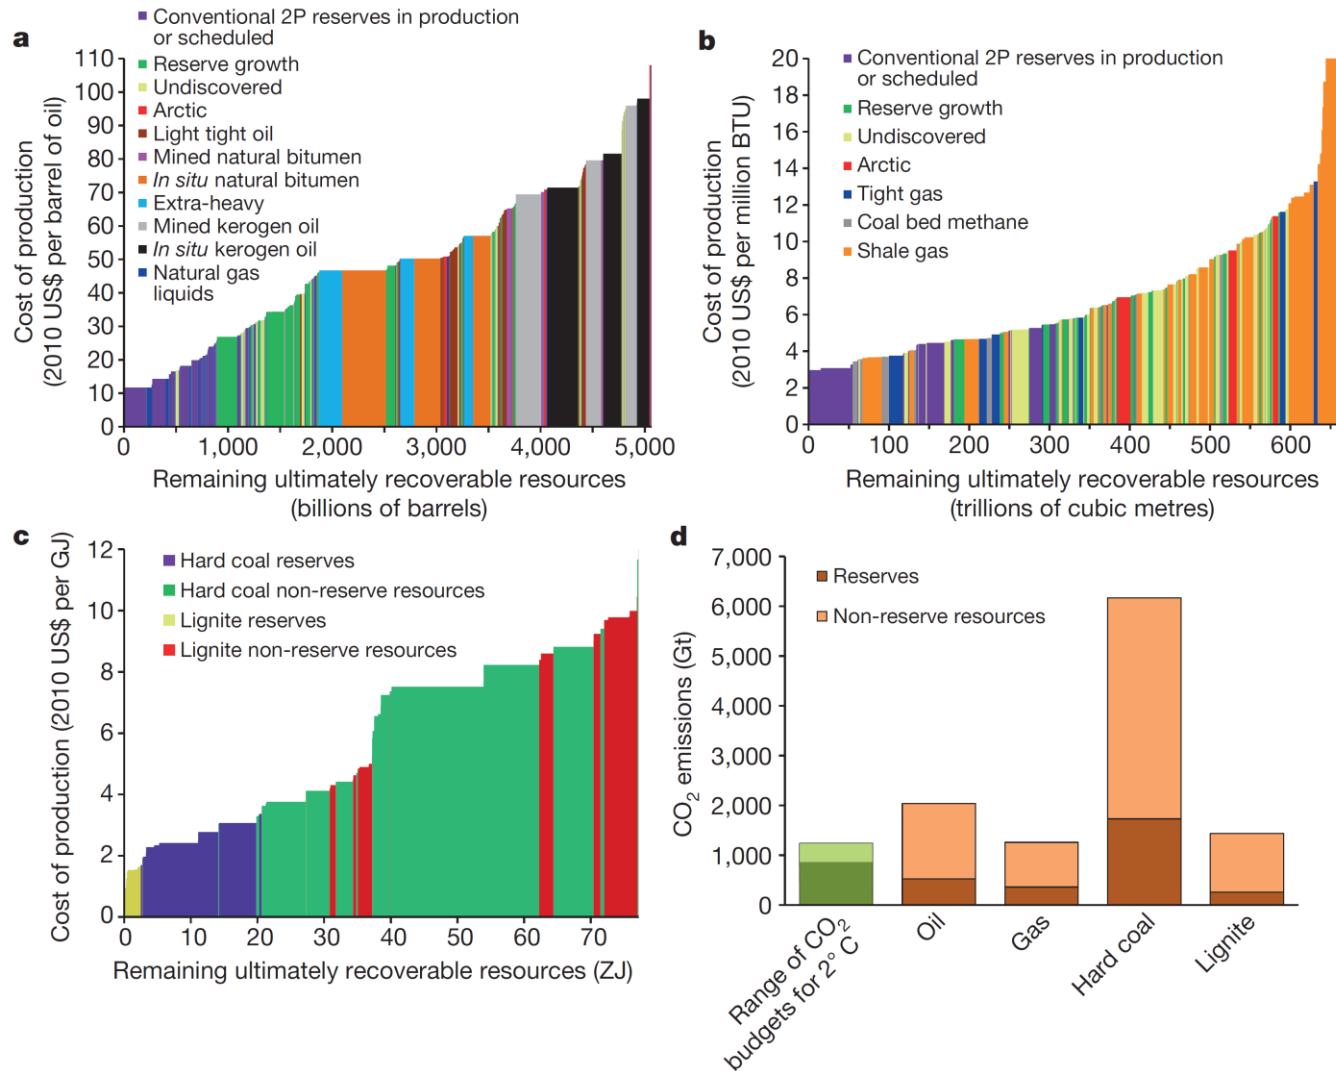 a
Conventional 2P reserves in production
or scheduled
Reserve growth
Undiscovered
Arctic
Light tight oil
Mined natural bitumen
In situ natural bitumen
Extra-heavy
Mined kerogen oil
In situ kerogen oil
Natural gas
liquids
Cost of production
(2010 US$ per barrel of oil)
110
100
90
80
70
60
50
40
30
20
10
0
0 1,000 2,000 3,000 4,000 5,000
Remaining ultimately recoverable resources
(billions of barrels)
b
Conventional 2P reserves in production
or scheduled
Reserve growth
Undiscovered
Arctic
Tight gas
Coal bed methane
Shale gas
Cost of production
(2010 US$ per million BTU)
20
18
16
14
12
10
8
6
4
2
0
0 100 200 300 400 500 600
Remaining ultimately recoverable resources
(trillions of cubic metres)
c
Hard coal reserves
Hard coal non-reserve resources
Lignite reserves
Lignite non-reserve resources
Cost of production (2010 US$ per GJ)
12
10
8
6
4
2
0
0 10 20 30 40 50 60 70
Remaining ultimately recoverable resources (ZJ)
d
Reserves
Non-reserve resources
CO2 emissions (Gt)
7,000
6,000
5,000
4,000
3,000
2,000
1,000
0
Range of CO2
budgets for 2° C
Oil
Gas
Hard coal
Lignite